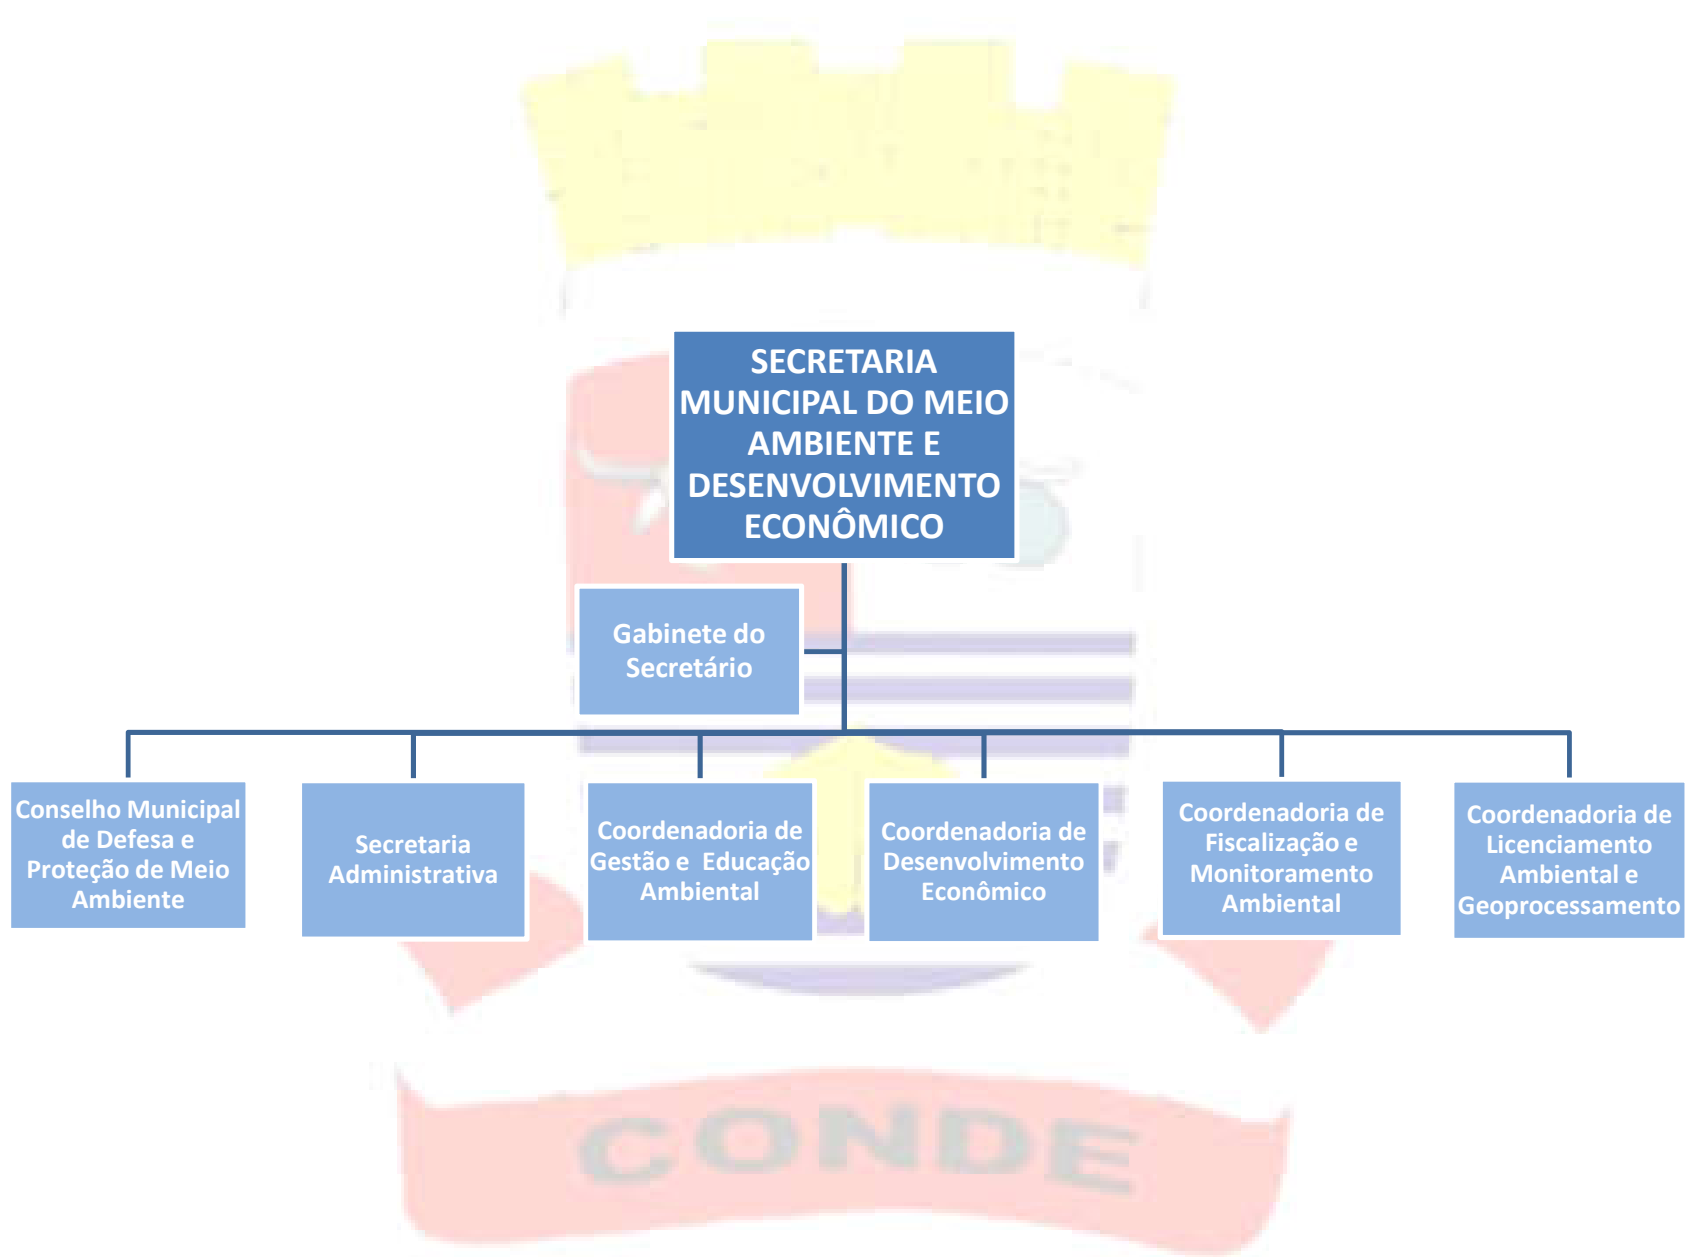 SECRETARIA
MUNICIPAL DO MEIO
AMBIENTE E
DESENVOLVIMENTO
ECONÔMICO
Gabinete do
Secretário
Conselho Municipal
de Defesa e
Proteção de Meio
Ambiente
Secretaria
Administrativa
Coordenadoria de
Gestão e Educação
Ambiental
Coordenadoria de
Desenvolvimento
Econômico
Coordenadoria de
Fiscalização e
Monitoramento
Ambiental
Coordenadoria de
Licenciamento
Ambiental e
Geoprocessamento
CONDE